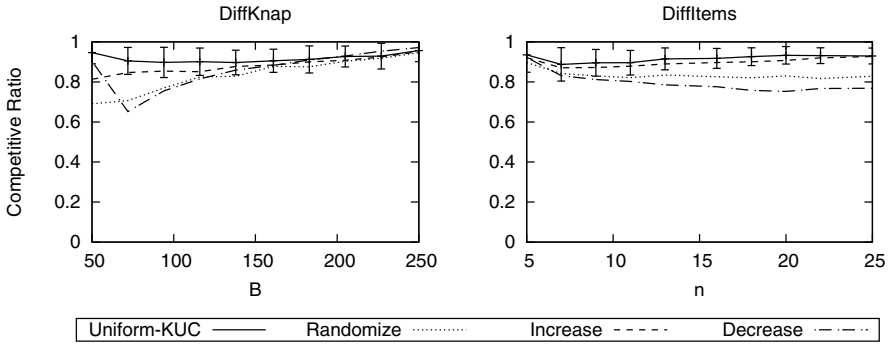 DiffKnap
DiffItems
Competitive Ratio
1
0.8
0.6
0.4
0.2
0
50 100 150 200 250
B
1
0.8
0.6
0.4
0.2
0
5 10 15 20 25
n
Uniform-KUC Randomize Increase Decrease